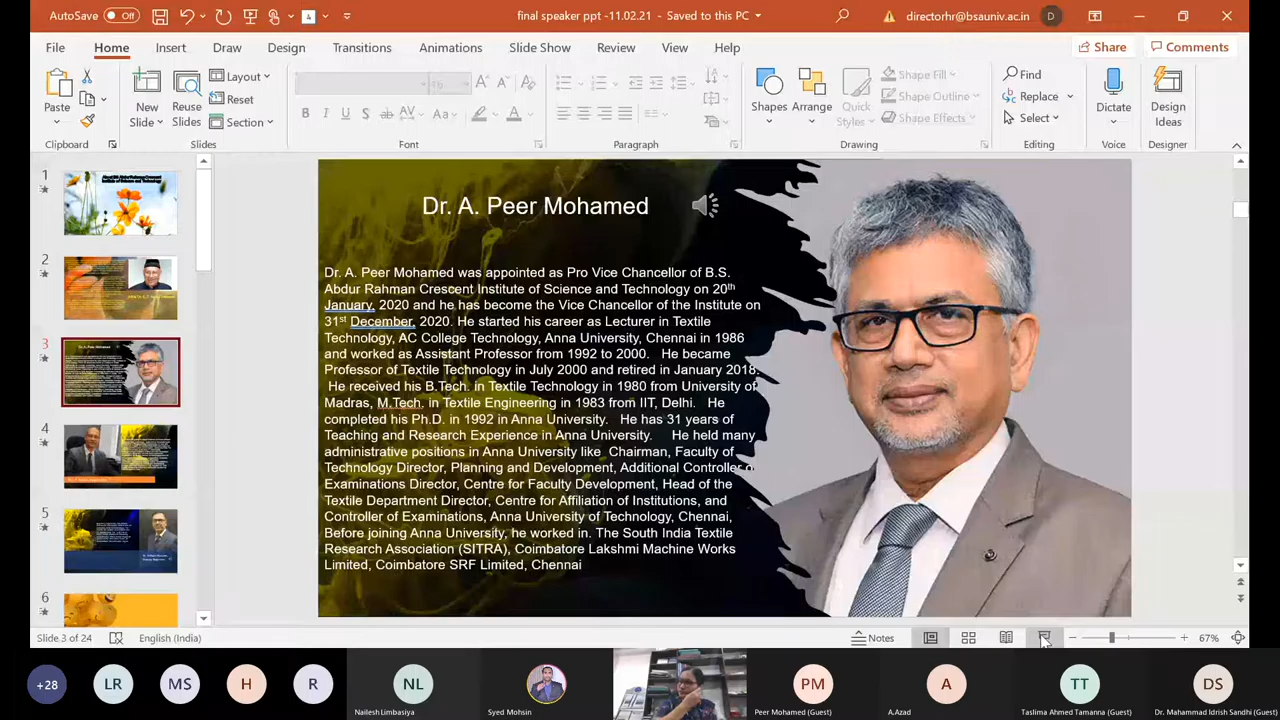 AutoSave Off
final speaker ppt -11.02.21 - Saved to this PC
directorhr@bsauniv.ac.in D
File Home Insert Draw Design Transitions Animations Slide Show Review View Help
Share Comments
Paste
New Slide
Reuse Slides
Layout
Reset
Section
B I U S ab AV Aa A
Shapes Arrange Quick Styles
Shape Fill
Shape Outline
Shape Effects
Find
Replace
Select
Dictate
Design Ideas
Clipboard Slides Font Paragraph Drawing Editing Voice Designer
1
2
3
4
5
6
Dr. A. Peer Mohamed
Dr. A. Peer Mohamed was appointed as Pro Vice Chancellor of B.S.
Abdur Rahman Crescent Institute of Science and Technology on 20th
January, 2020 and he has become the Vice Chancellor of the Institute on
31st December, 2020. He started his career as Lecturer in Textile
Technology, AC College Technology, Anna University, Chennai in 1986
and worked as Assistant Professor from 1992 to 2000. He became
Professor of Textile Technology in July 2000 and retired in January 2018.
He received his B.Tech. in Textile Technology in 1980 from University of
Madras, M.Tech. in Textile Engineering in 1983 from IIT, Delhi. He
completed his Ph.D. in 1992 in Anna University. He has 31 years of
Teaching and Research Experience in Anna University. He held many
administrative positions in Anna University like Chairman, Faculty of
Technology Director, Planning and Development, Additional Controller of
Examinations Director, Centre for Faculty Development, Head of the
Textile Department Director, Centre for Affiliation of Institutions, and
Controller of Examinations, Anna University of Technology, Chennai,
Before joining Anna University, he worked in. The South India Textile
Research Association (SITRA), Coimbatore Lakshmi Machine Works
Limited, Coimbatore SRF Limited, Chennai
Slide 3 of 24 English (India) Notes 67%
+28 LR MS H R NL PM A TT DS
Nailesh Limbasiya Syed Mohsin Peer Mohamed (Guest) A.Azad Taslima Ahmed Tamanna (Guest) Dr. Mahammad Idrish Sandhi (Guest)